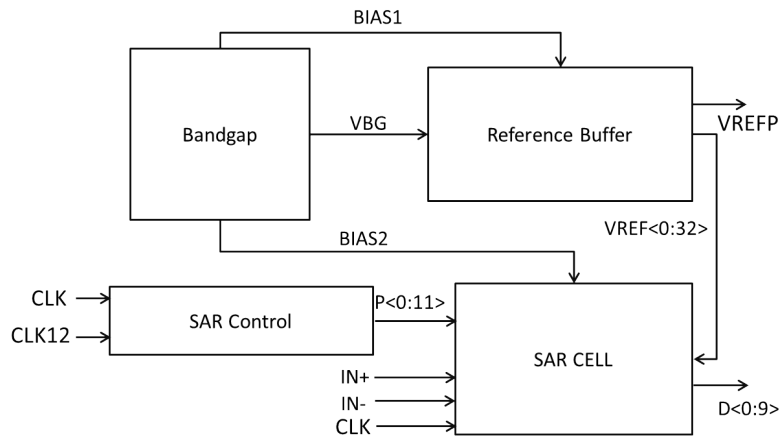 BIAS1
Bandgap
VBG
Reference Buffer
VREFP
BIAS2
VREF<0:32>
CLK
CLK12
SAR Control
P<0:11>
SAR CELL
IN+
IN-
CLK
D<0:9>